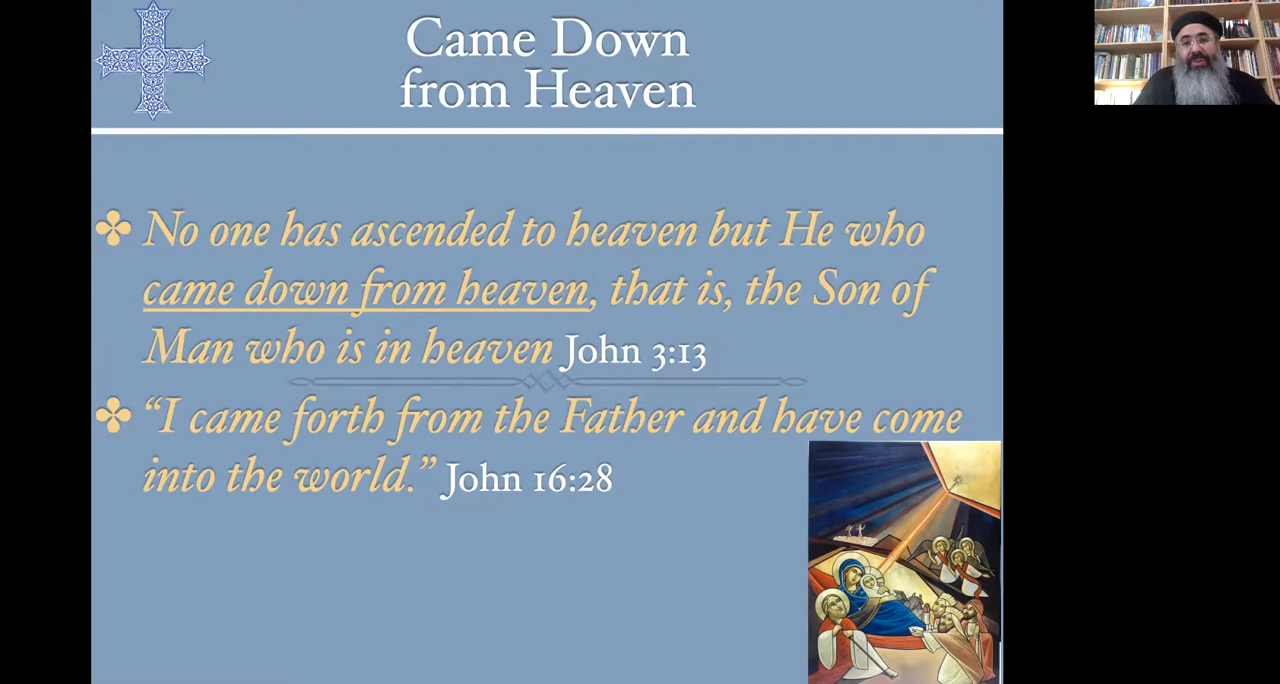 Came Down
from Heaven
No one has ascended to heaven but He who
came down from heaven, that is, the Son of
Man who is in heaven John 3:13
“I came forth from the Father and have come
into the world.” John 16:28